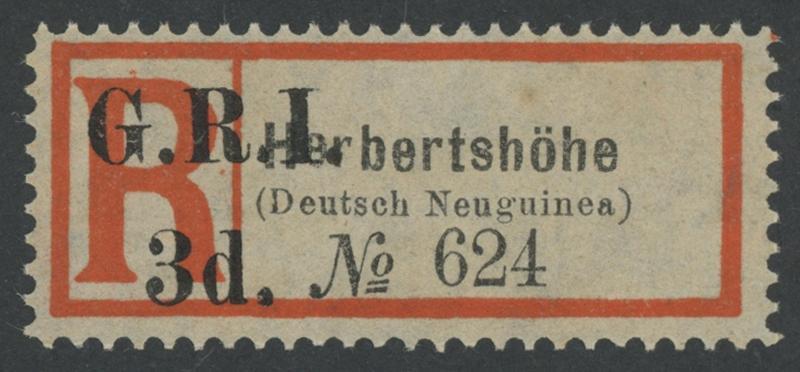 R
G.R.I.
Herbertshöhe
(Deutsch Neuguinea)
3d. № 624